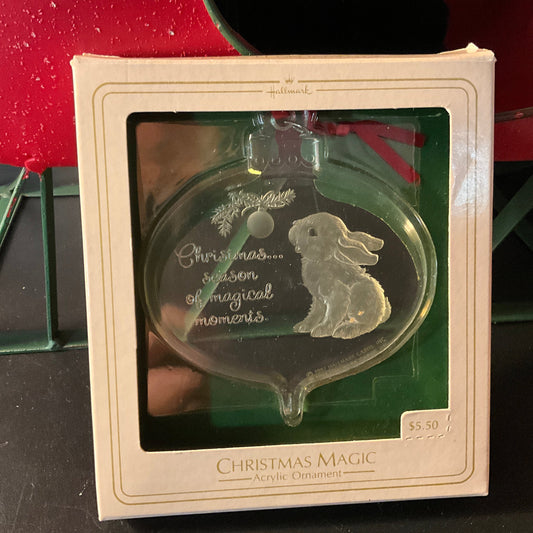 Hallmark
Christmas...
season
of magical
moments.
$5.50
CHRISTMAS MAGIC
Acrylic Ornament